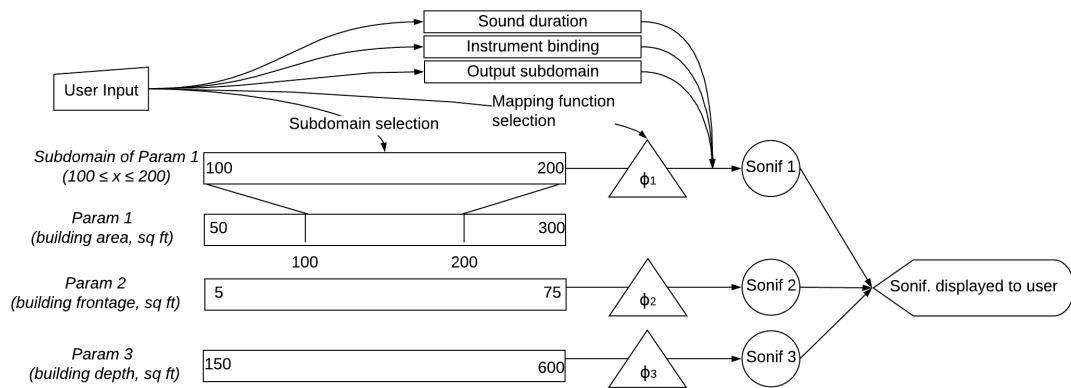 Sound duration
Instrument binding
Output subdomain
User Input
Mapping function
selection
Subdomain selection
Subdomain of Param 1
(100 ≤ x ≤ 200)
100
200
ϕ1
Sonif 1
Param 1
(building area, sq ft)
50
300
100
200
Param 2
(building frontage, sq ft)
5
75
ϕ2
Sonif 2
Sonif. displayed to user
Param 3
(building depth, sq ft)
150
600
ϕ3
Sonif 3